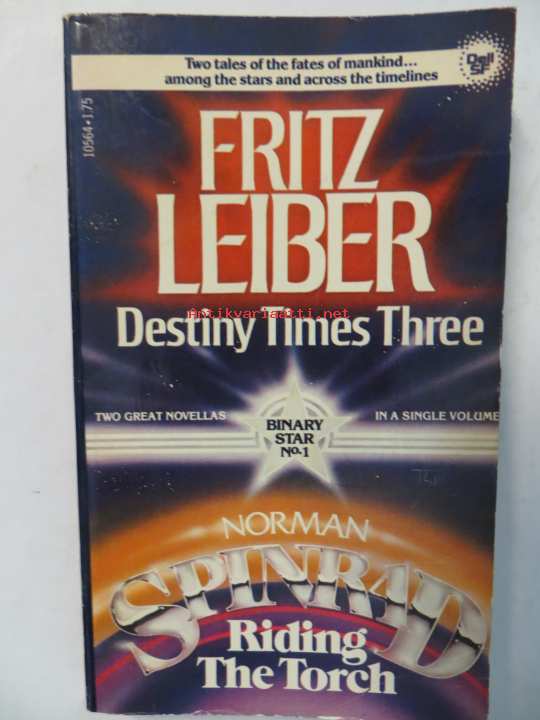 Two tales of the fates of mankind...
among the stars and across the timelines
Dell
SF
10564 • 1.75
FRITZ
LEIBER
Antikvariaatti.net
Destiny Times Three
TWO GREAT NOVELLAS
IN A SINGLE VOLUME
BINARY
STAR
No. 1
NORMAN
SPINRAD
Riding
The Torch